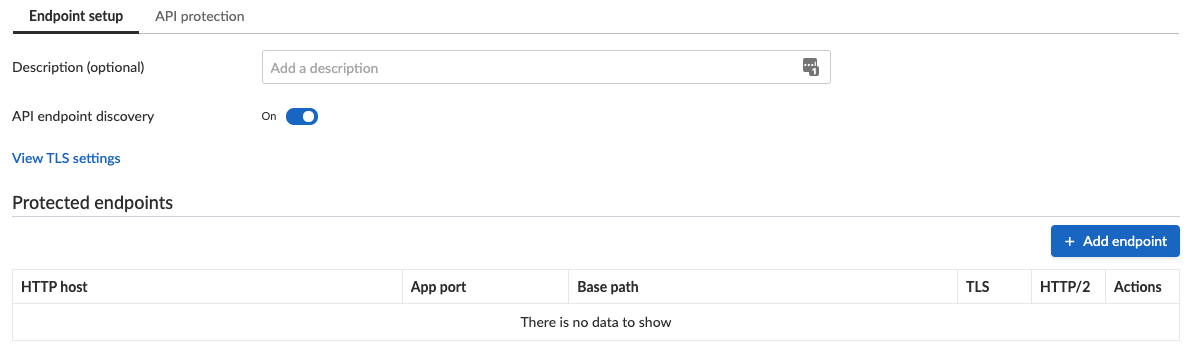 Endpoint setup API protection
Description (optional) Add a description 1
API endpoint discovery On
View TLS settings
Protected endpoints
+ Add endpoint
HTTP host App port Base path TLS HTTP/2 Actions
There is no data to show